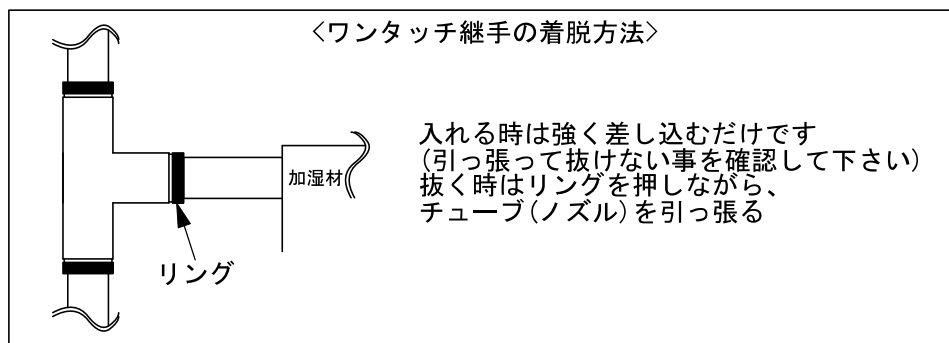 <ワンタッチ継手の着脱方法>
入れる時は強く差し込むだけです
(引っ張って抜けない事を確認して下さい)
抜く時はリングを押しながら、
チューブ(ノズル)を引っ張る
加湿材
リング